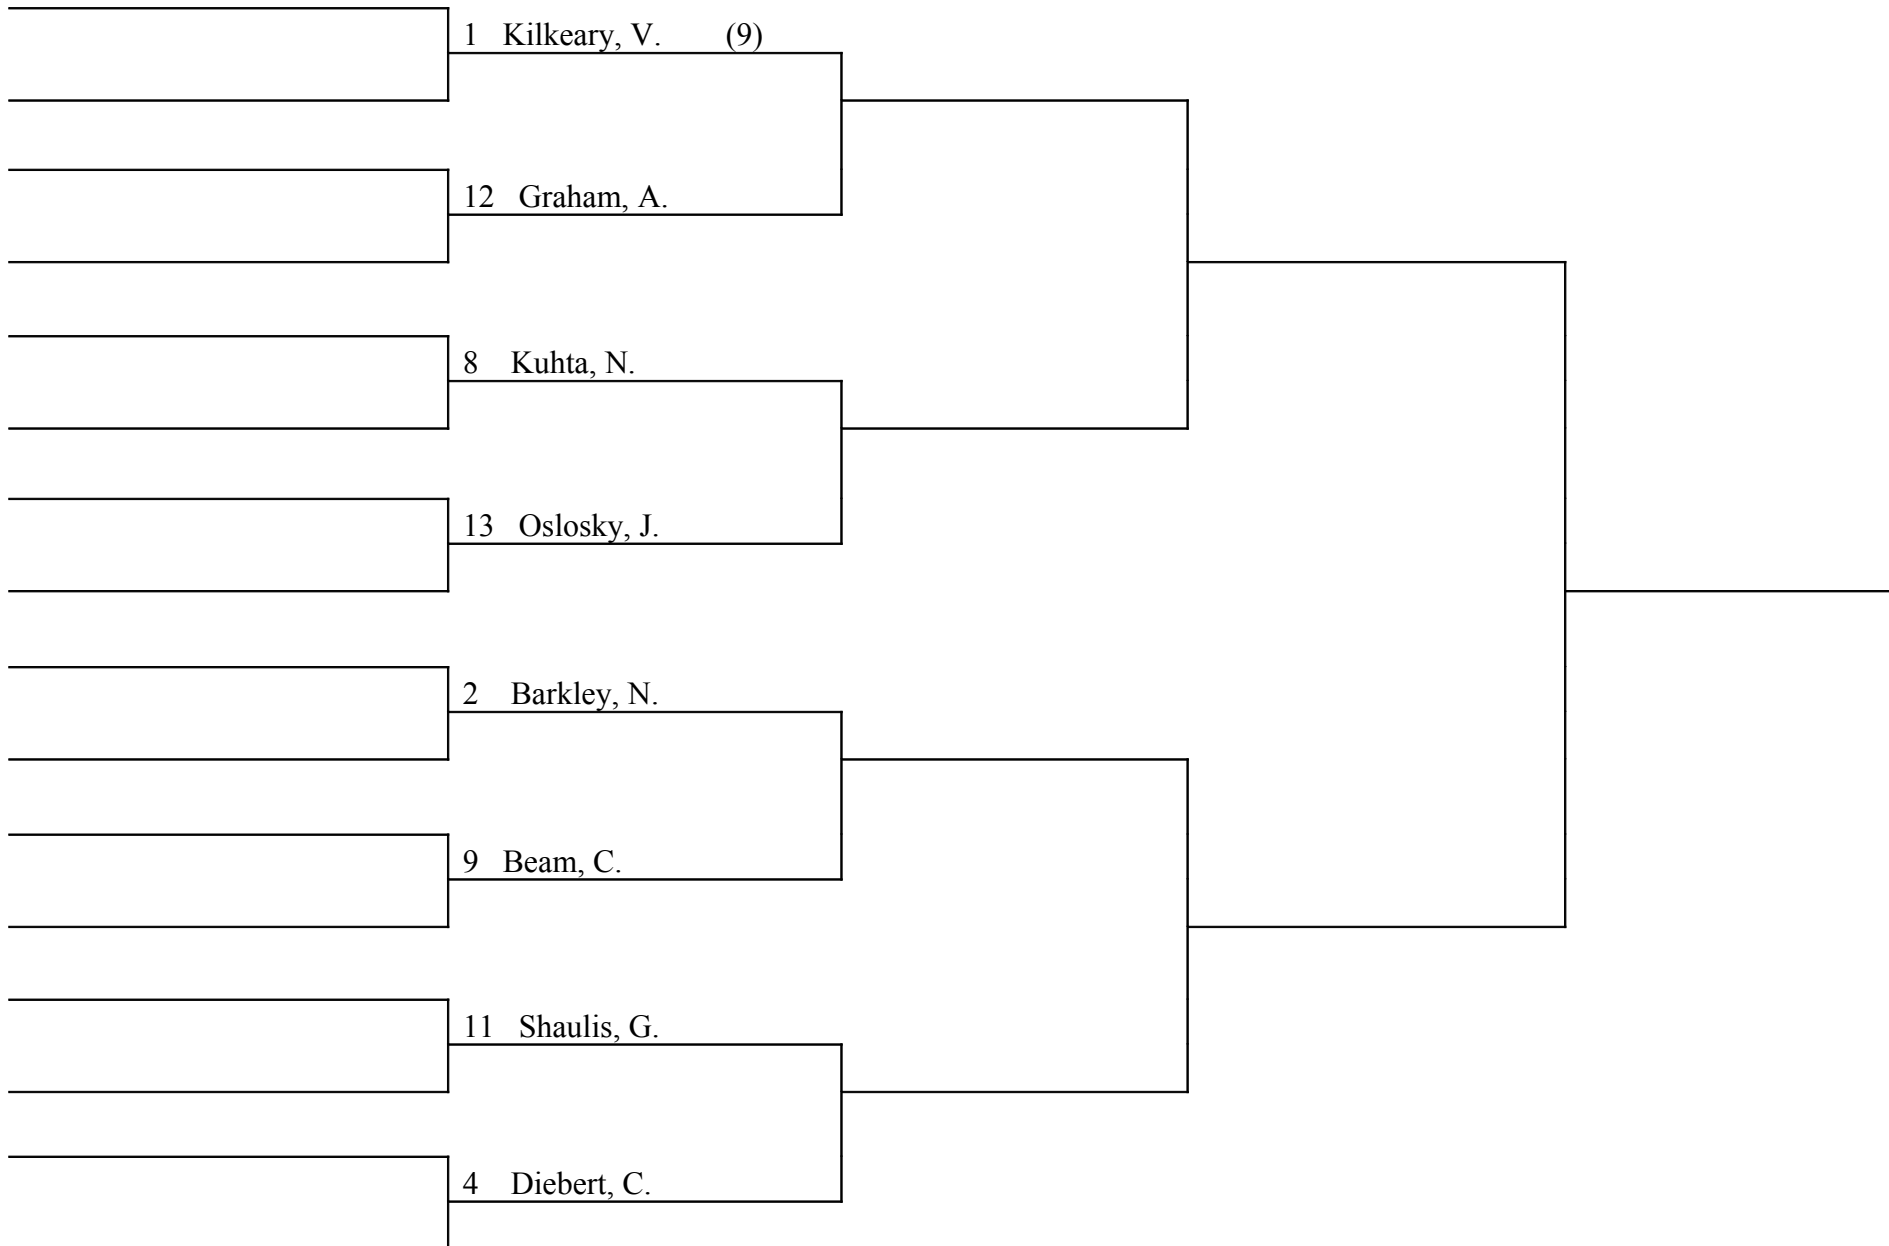 1 Kilkeary, V. (9)
12 Graham, A.
8 Kuhta, N.
13 Oslosky, J.
2 Barkley, N.
9 Beam, C.
11 Shaulis, G.
4 Diebert, C.